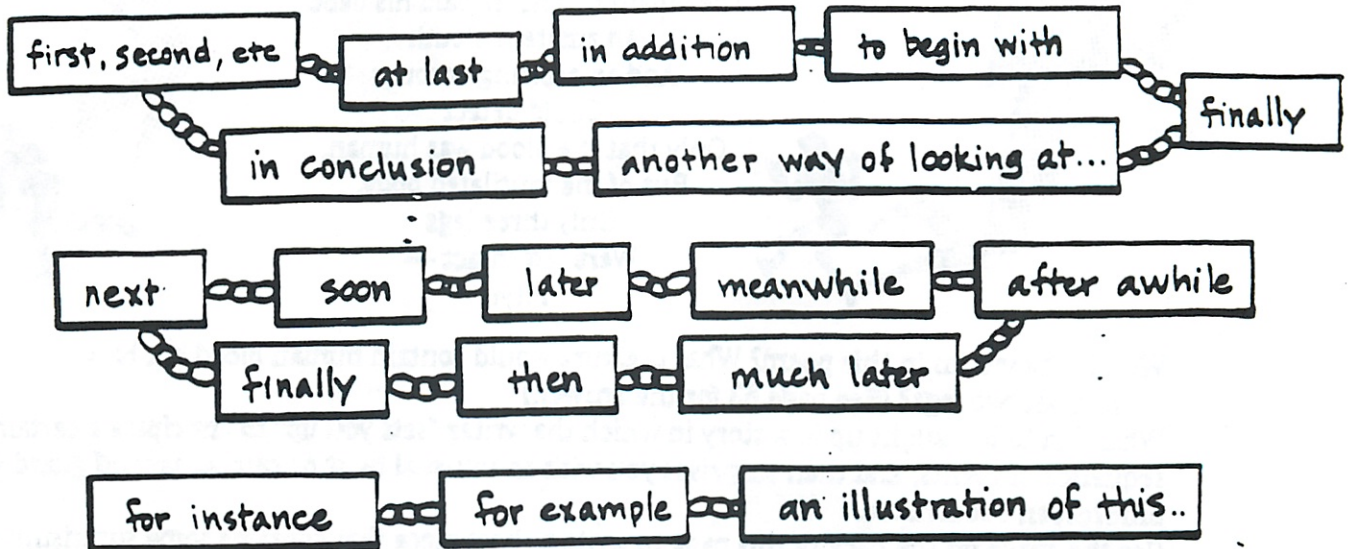 first, second, etc at last in addition to begin with
finally
in conclusion another way of looking at...
next soon later meanwhile after awhile
finally then much later
for instance for example an illustration of this..